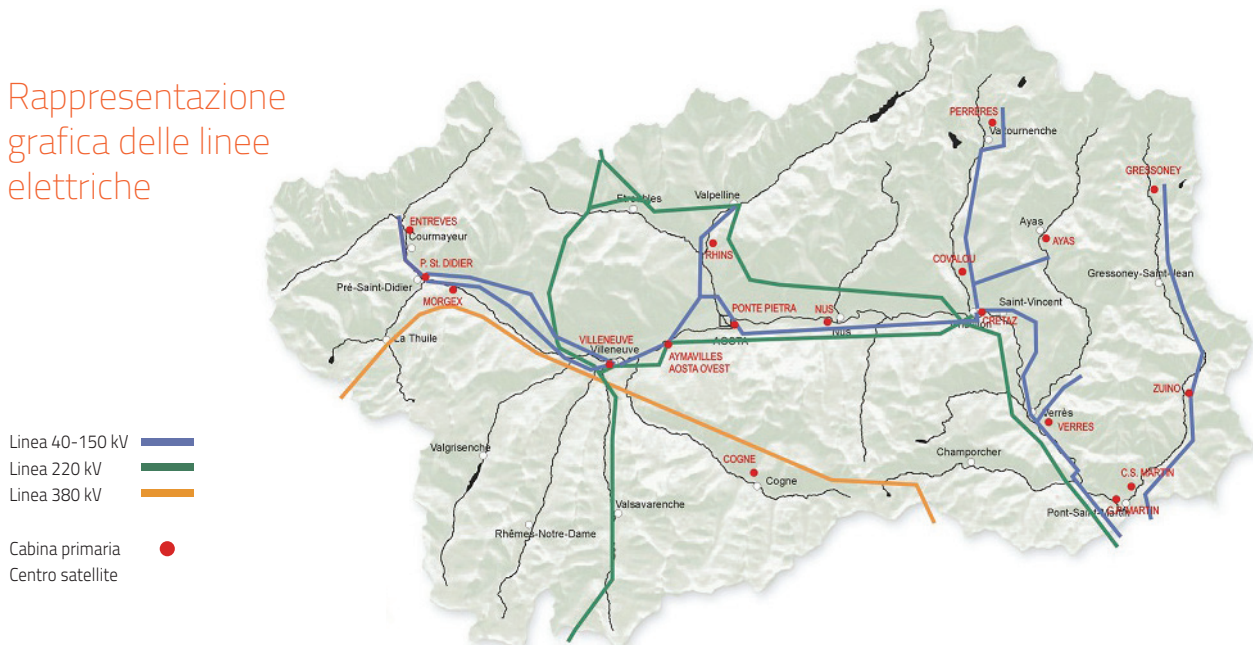 Rappresentazione
grafica delle linee
elettriche
PERRERES
Valtournenche
GRESSONEY
Valpelline
ENTREVES
Courmayeur
RHINS
Ayas
AYAS
P. St. DIDIER
COVALOU
Gressoney-Saint-Jean
Pré-Saint-Didier
MORGEX
Saint-Vincent
PONTE PIETRA
NUS
CRETAZ
Nus
AOSTA
La Thuile
VILLENEUVE
Villeneuve
AYMAVILLES
AOSTA OVEST
ZUINO
Verrès
VERRES
Linea 40-150 kV
Linea 220 kV
Linea 380 kV
Valgrisenche
COGNE
Cogne
Champorcher
C.S. MARTIN
Valsavarenche
Pont-Saint-Martin
Rhêmes-Notre-Dame
Cabina primaria
Centro satellite